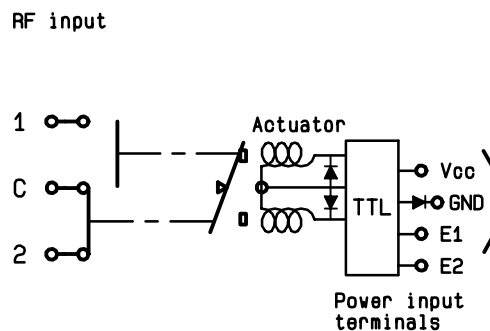 RF input
1
C
2
Actuator
TTL
Vcc
GND
E1
E2
Power input
terminals